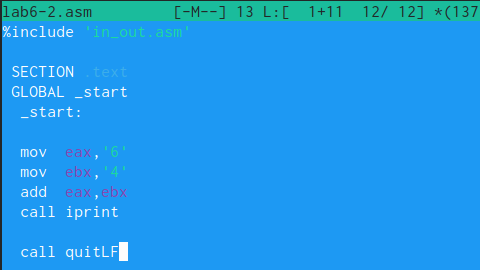 lab6-2.asm [-M--] 13 L:[ 1+11 12/ 12] *(137
%include 'in_out.asm'
SECTION .text
GLOBAL _start
_start:
mov eax,'6'
mov ebx,'4'
add eax,ebx
call iprint
call quitLF